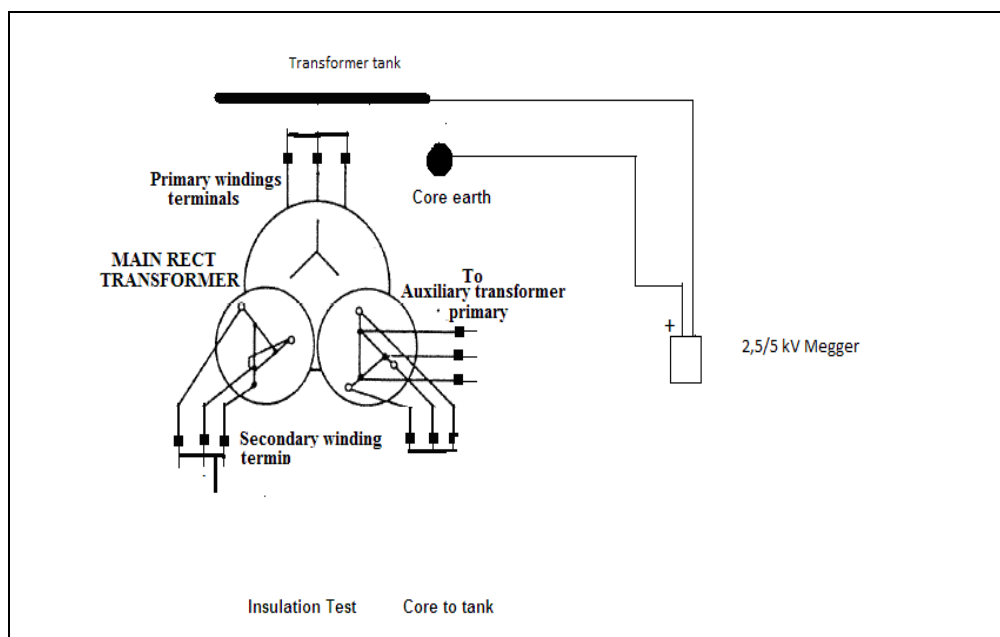 Transformer tank
Primary windings
terminals
Core earth
MAIN RECT
TRANSFORMER
To
Auxiliary transformer
primary
+
2,5/5 kV Megger
Secondary winding
termin
Insulation Test Core to tank